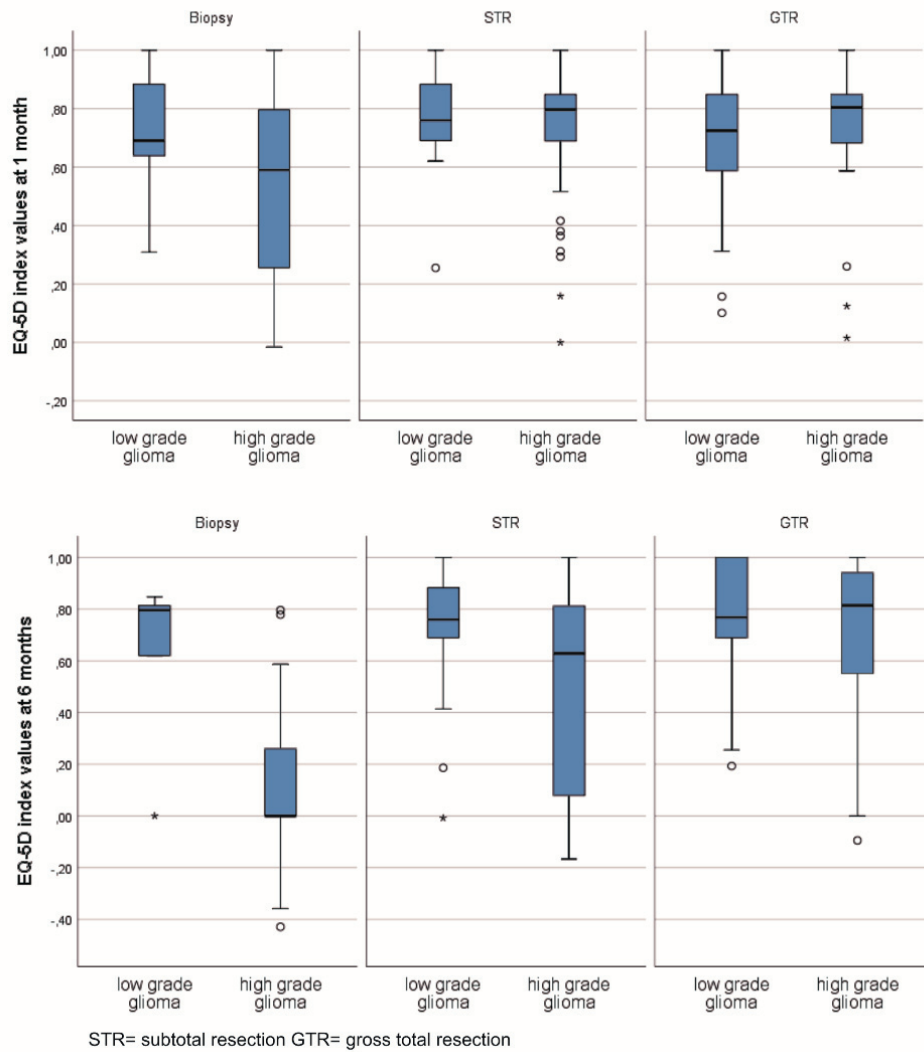 Biopsy STR GTR
EQ-5D index values at 1 month
1,00
,80
,60
,40
,20
,00
-,20
low grade glioma
high grade glioma
low grade glioma
high grade glioma
low grade glioma
high grade glioma
Biopsy STR GTR
EQ-5D index values at 6 months
1,00
,80
,60
,40
,20
,00
-,20
-,40
low grade glioma
high grade glioma
low grade glioma
high grade glioma
low grade glioma
high grade glioma
STR= subtotal resection GTR= gross total resection